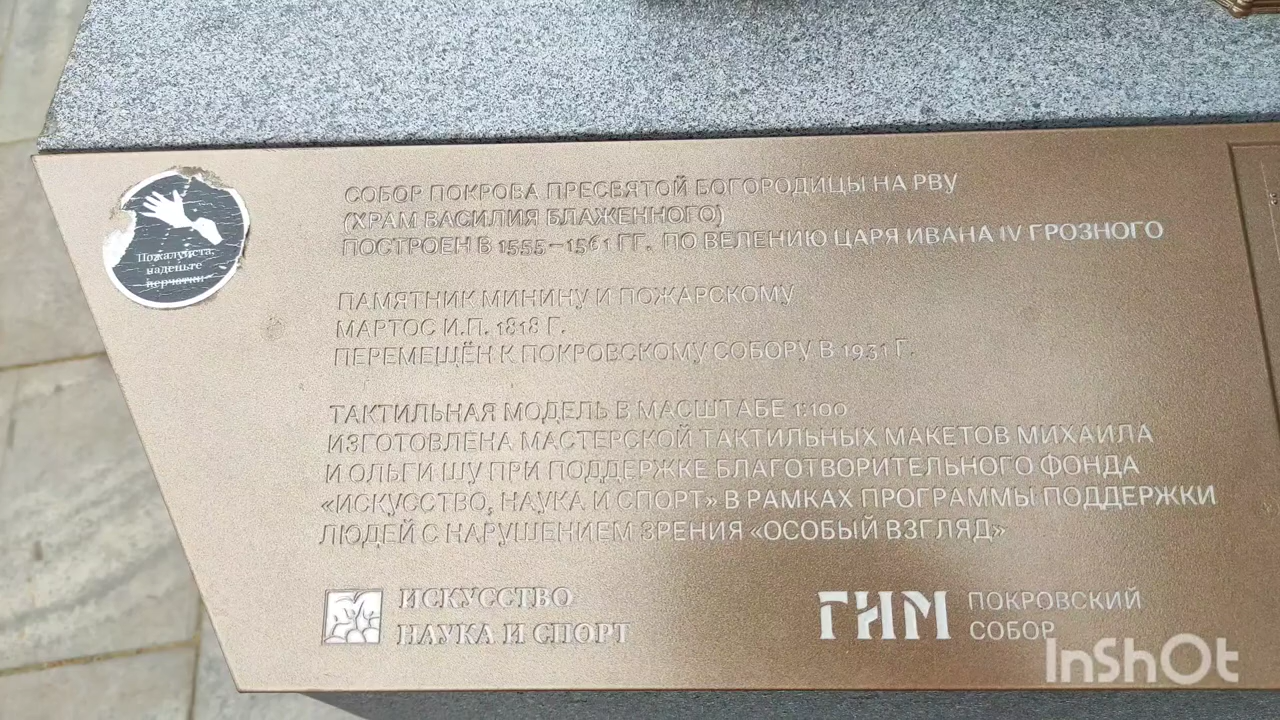 Пожалуйста,
наденьте
перчатки
СОБОР ПОКРОВА ПРЕСВЯТОЙ БОГОРОДИЦЫ НА РВУ
(ХРАМ ВАСИЛИЯ БЛАЖЕННОГО)
ПОСТРОЕН В 1555–1561 ГГ. ПО ВЕЛЕНИЮ ЦАРЯ ИВАНА IV ГРОЗНОГО
ПАМЯТНИК МИНИНУ И ПОЖАРСКОМУ
МАРТОС И.П. 1818 Г.
ПЕРЕМЕЩЁН К ПОКРОВСКОМУ СОБОРУ В 1931 Г.
ТАКТИЛЬНАЯ МОДЕЛЬ В МАСШТАБЕ 1:100
ИЗГОТОВЛЕНА МАСТЕРСКОЙ ТАКТИЛЬНЫХ МАКЕТОВ МИХАИЛА
И ОЛЬГИ ШУ ПРИ ПОДДЕРЖКЕ БЛАГОТВОРИТЕЛЬНОГО ФОНДА
«ИСКУССТВО, НАУКА И СПОРТ» В РАМКАХ ПРОГРАММЫ ПОДДЕРЖКИ
ЛЮДЕЙ С НАРУШЕНИЕМ ЗРЕНИЯ «ОСОБЫЙ ВЗГЛЯД»
ИСКУССТВО
НАУКА И СПОРТ
ГИМ
ПОКРОВСКИЙ
СОБОР
InShOt